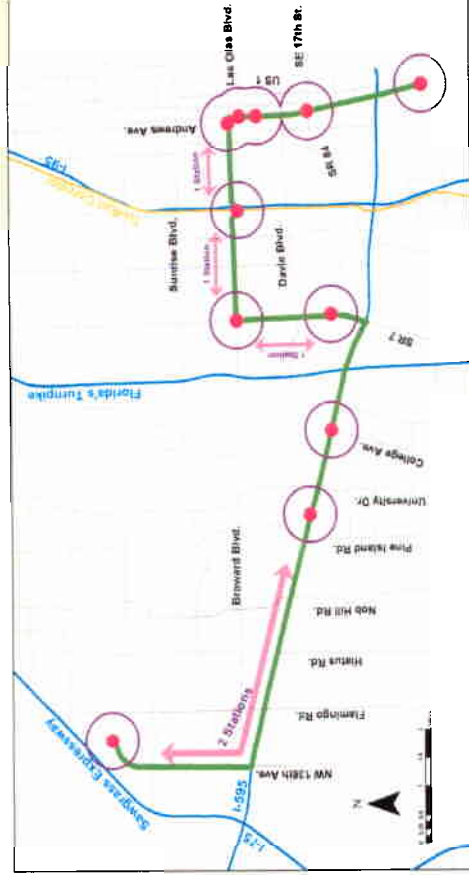 Las Olas Blvd.
US 1
SE 17th St.
Andrews Ave.
SR 84
I-95
1 Station
Sunrise Blvd.
1 Station
Davie Blvd.
1 Station
SR 7
Florida's Turnpike
College Ave.
University Dr.
Pine Island Rd.
Broward Blvd.
Nob Hill Rd.
Hiatus Rd.
Flamingo Rd.
2 Stations
NW 136th Ave.
Sawgrass Expressway
I-595
I-75
N